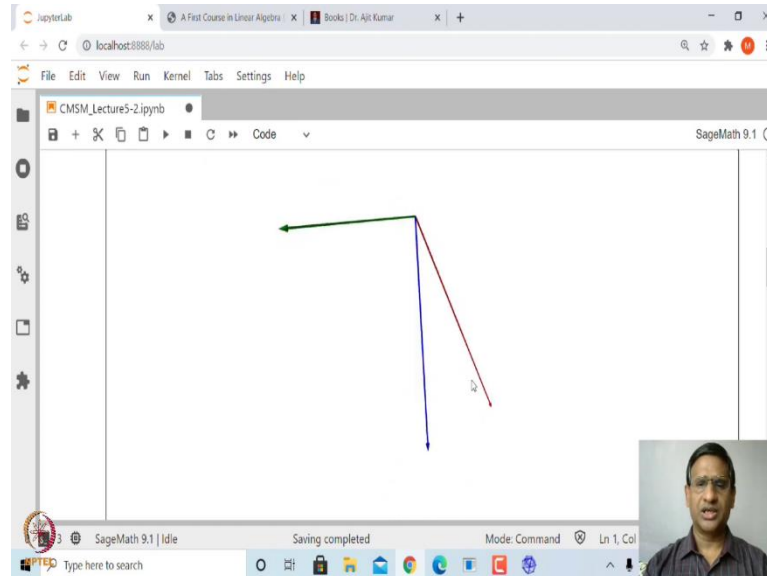 JupyterLab
A First Course in Linear Algebra
Books | Dr. Ajit Kumar
localhost:8888/lab
M
File Edit View Run Kernel Tabs Settings Help
CMSM_Lecture5-2.ipynb
Code
SageMath 9.1
3 SageMath 9.1 | Idle
Saving completed
Mode: Command
Ln 1, Col
NPTEL
Type here to search